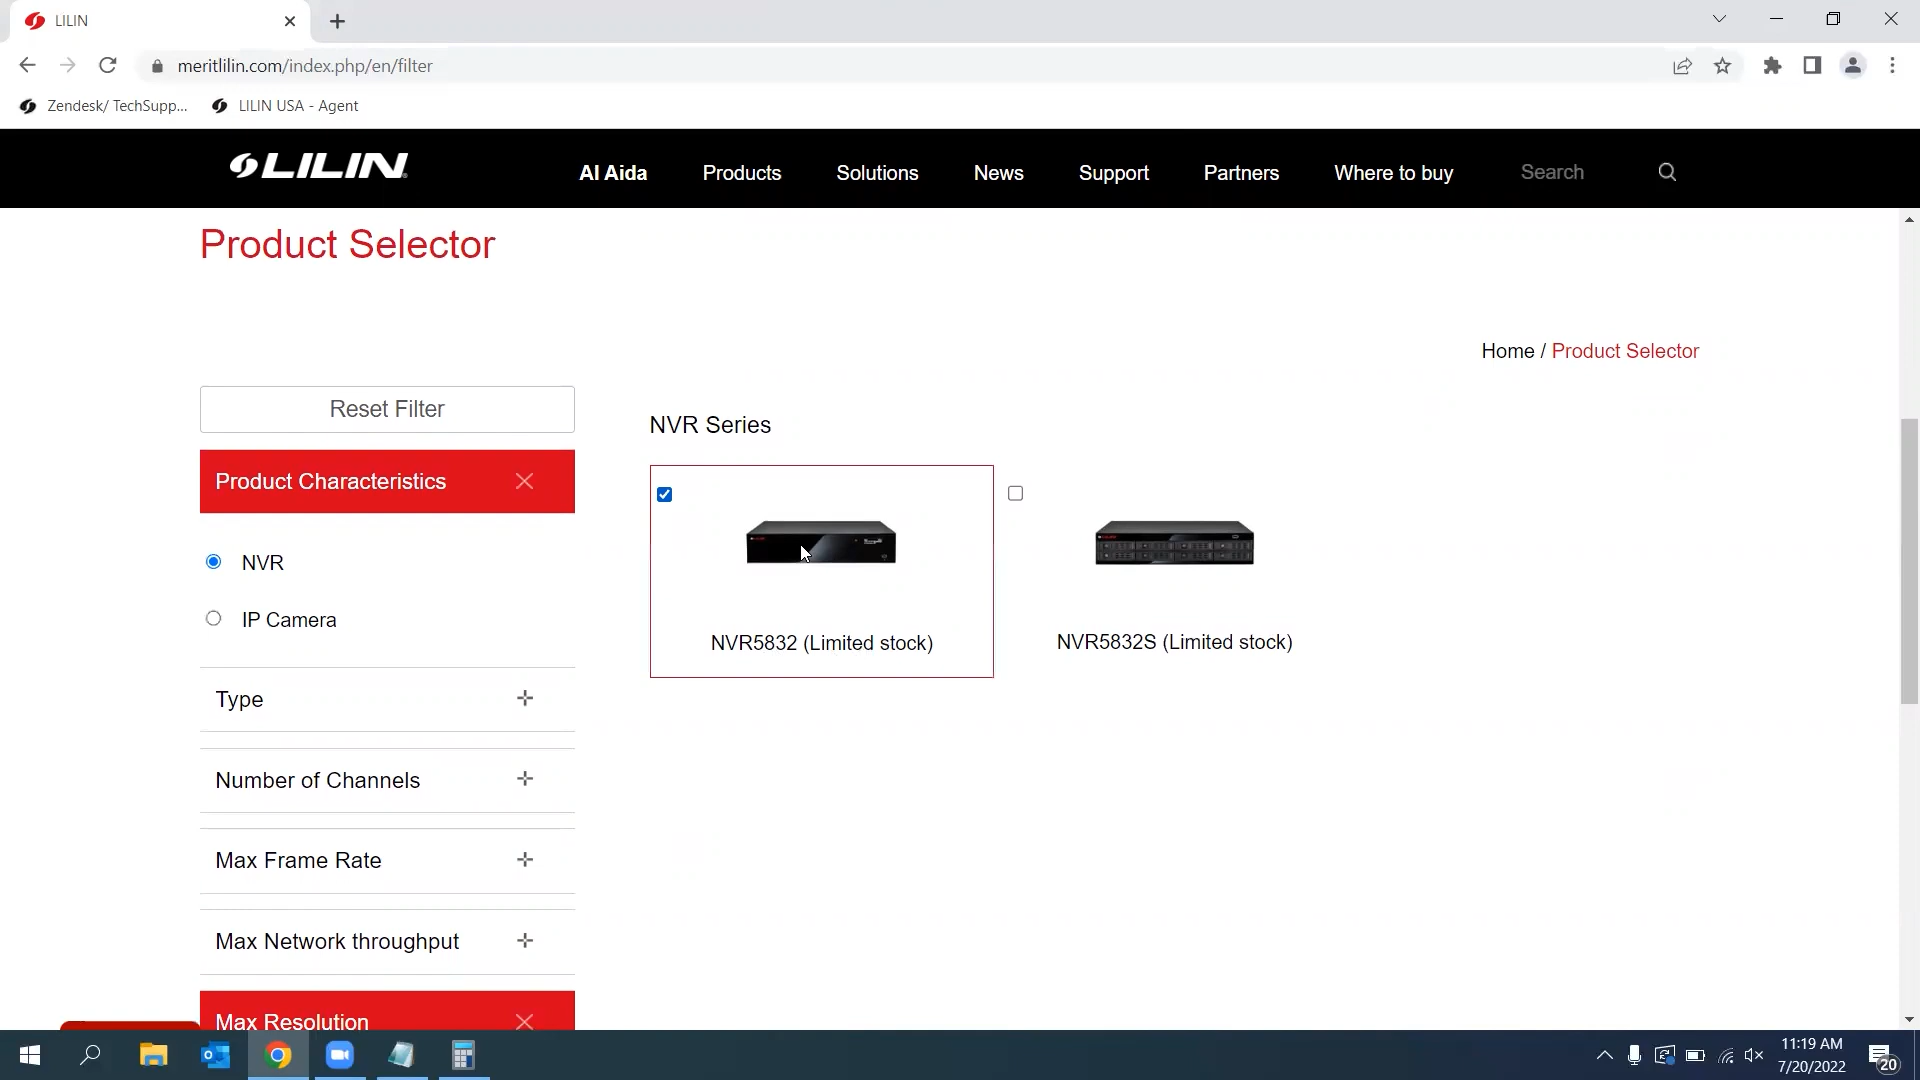 LILIN
meritlilin.com/index.php/en/filter
Zendesk/ TechSupp...
LILIN USA - Agent
LILIN
AI Aida
Products
Solutions
News
Support
Partners
Where to buy
Search
Product Selector
Home / Product Selector
Reset Filter
Product Characteristics
NVR
IP Camera
Type
Number of Channels
Max Frame Rate
Max Network throughput
Max Resolution
NVR Series
NVR5832 (Limited stock)
NVR5832S (Limited stock)
11:19 AM
7/20/2022
20